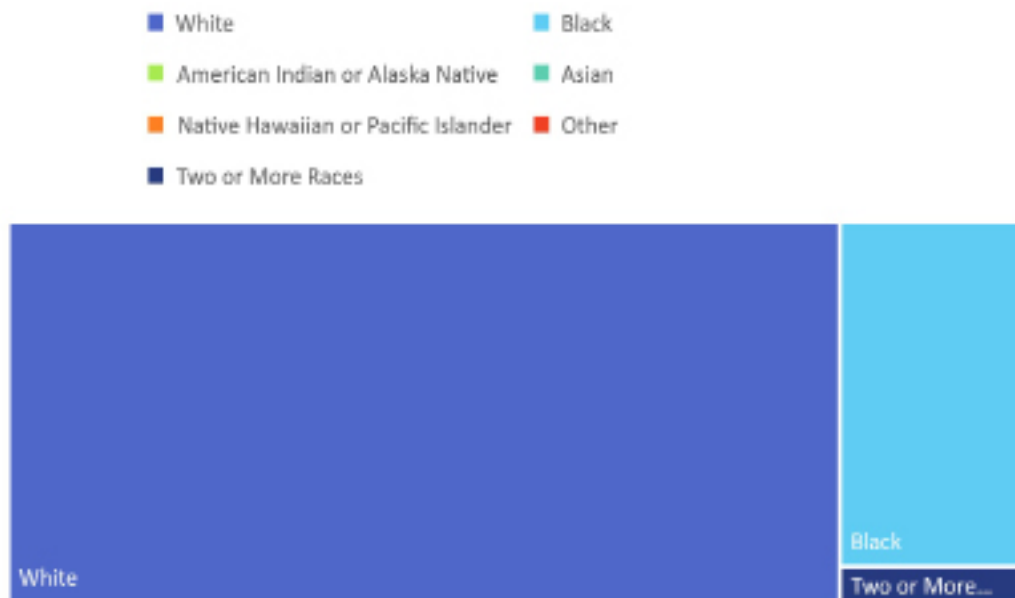 White
Black
American Indian or Alaska Native
Asian
Native Hawaiian or Pacific Islander
Other
Two or More Races
Black
White
Two or More...